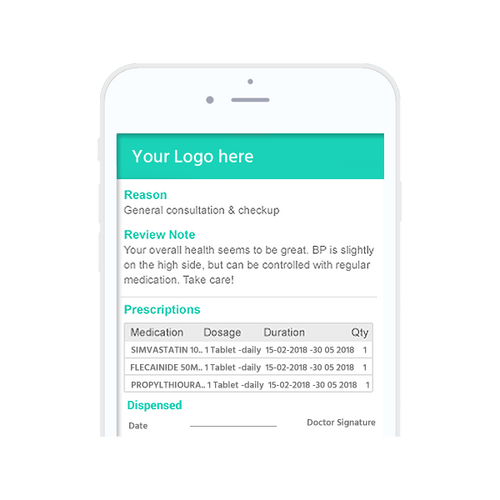 Your Logo here
Reason
General consultation & checkup
Review Note
Your overall health seems to be great. BP is slightly
on the high side, but can be controlled with regular
medication. Take care!
Prescriptions
Medication Dosage Duration Qty
SIMVASTATIN 10.. 1 Tablet -daily 15-02-2018 -30 05 2018 1
FLECAINIDE 50M.. 1 Tablet -daily 15-02-2018 -30 05 2018 1
PROPYLTHIOURA.. 1 Tablet -daily 15-02-2018 -30 05 2018 1
Dispensed
Date Doctor Signature